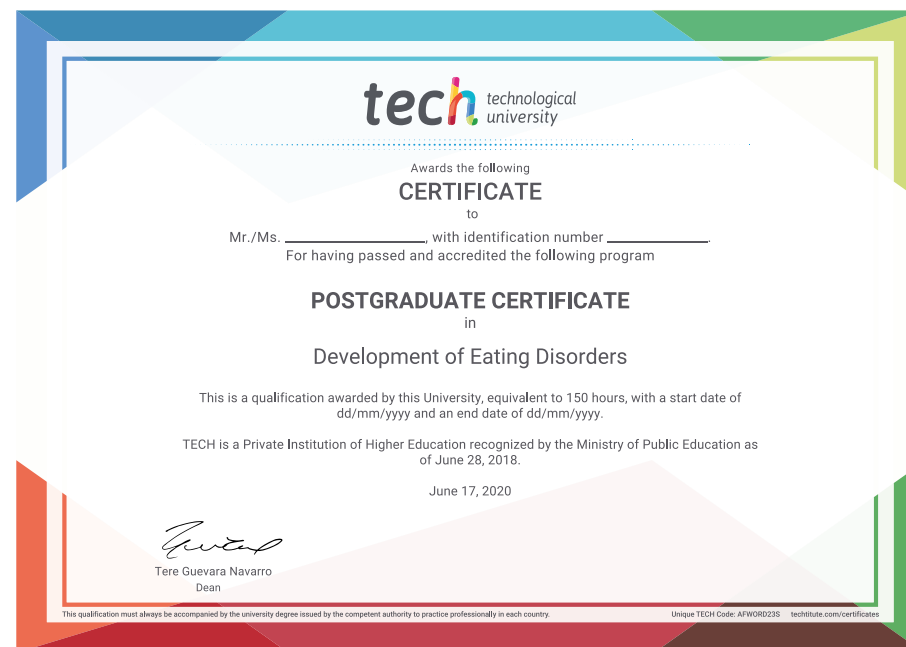 tech technological
university
Awards the following
CERTIFICATE
to
Mr./Ms. ________________, with identification number ____________.
For having passed and accredited the following program
POSTGRADUATE CERTIFICATE
in
Development of Eating Disorders
This is a qualification awarded by this University, equivalent to 150 hours, with a start date of
dd/mm/yyyy and an end date of dd/mm/yyyy.
TECH is a Private Institution of Higher Education recognized by the Ministry of Public Education as
of June 28, 2018.
June 17, 2020
Tere Guevara Navarro
Dean
This qualification must always be accompanied by the university degree issued by the competent authority to practice professionally in each country. Unique TECH Code: AFWORD23S techtitute.com/certificates